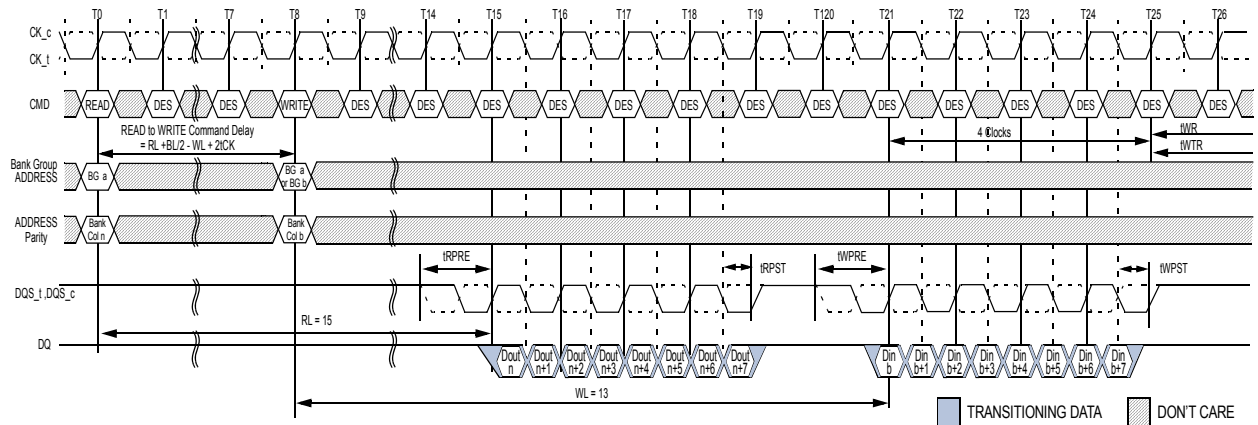 T0 T1 T7 T8 T9 T14 T15 T16 T17 T18 T19 T120 T21 T22 T23 T24 T25 T26
CK_c
CK_t
CMD READ DES DES WRITE DES DES DES DES DES DES DES DES DES DES DES DES DES DES
READ to WRITE Command Delay
= RL +BL/2 - WL + 2tCK
4 Clocks
tWR
tWTR
Bank Group
ADDRESS
BG a
BG a
or BG b
ADDRESS
Parity
Bank
Col n
Bank
Col b
tRPRE tRPST tWPRE tWPST
DQS_t ,DQS_c
RL = 15
DQ
Dout Dout Dout Dout Dout Dout Dout Dout Din Din Din Din Din Din Din Din
n n+1 n+2 n+3 n+4 n+5 n+6 n+7 b b+1 b+2 b+3 b+4 b+5 b+6 b+7
WL = 13
TRANSITIONING DATA DON'T CARE